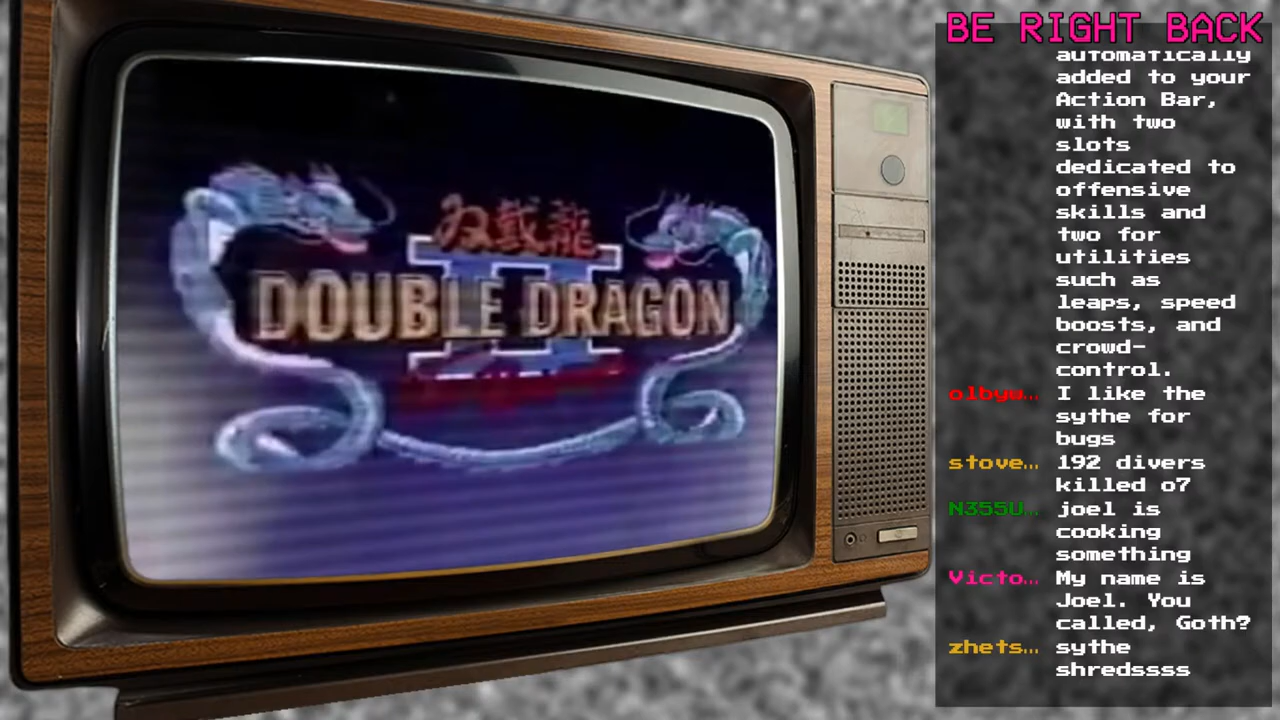 BE RIGHT BACK
automatically
added to your
Action Bar,
with two
slots
dedicated to
offensive
skills and
two for
utilities
such as
leaps, speed
boosts, and
crowd-
control.
olbyw... I like the
sythe for
bugs
stove... 192 divers
killed o7
N355U... joel is
cooking
something
Victo... My name is
Joel. You
called, Goth?
zhets... sythe
shredssss
双截龍
II
DOUBLE DRAGON